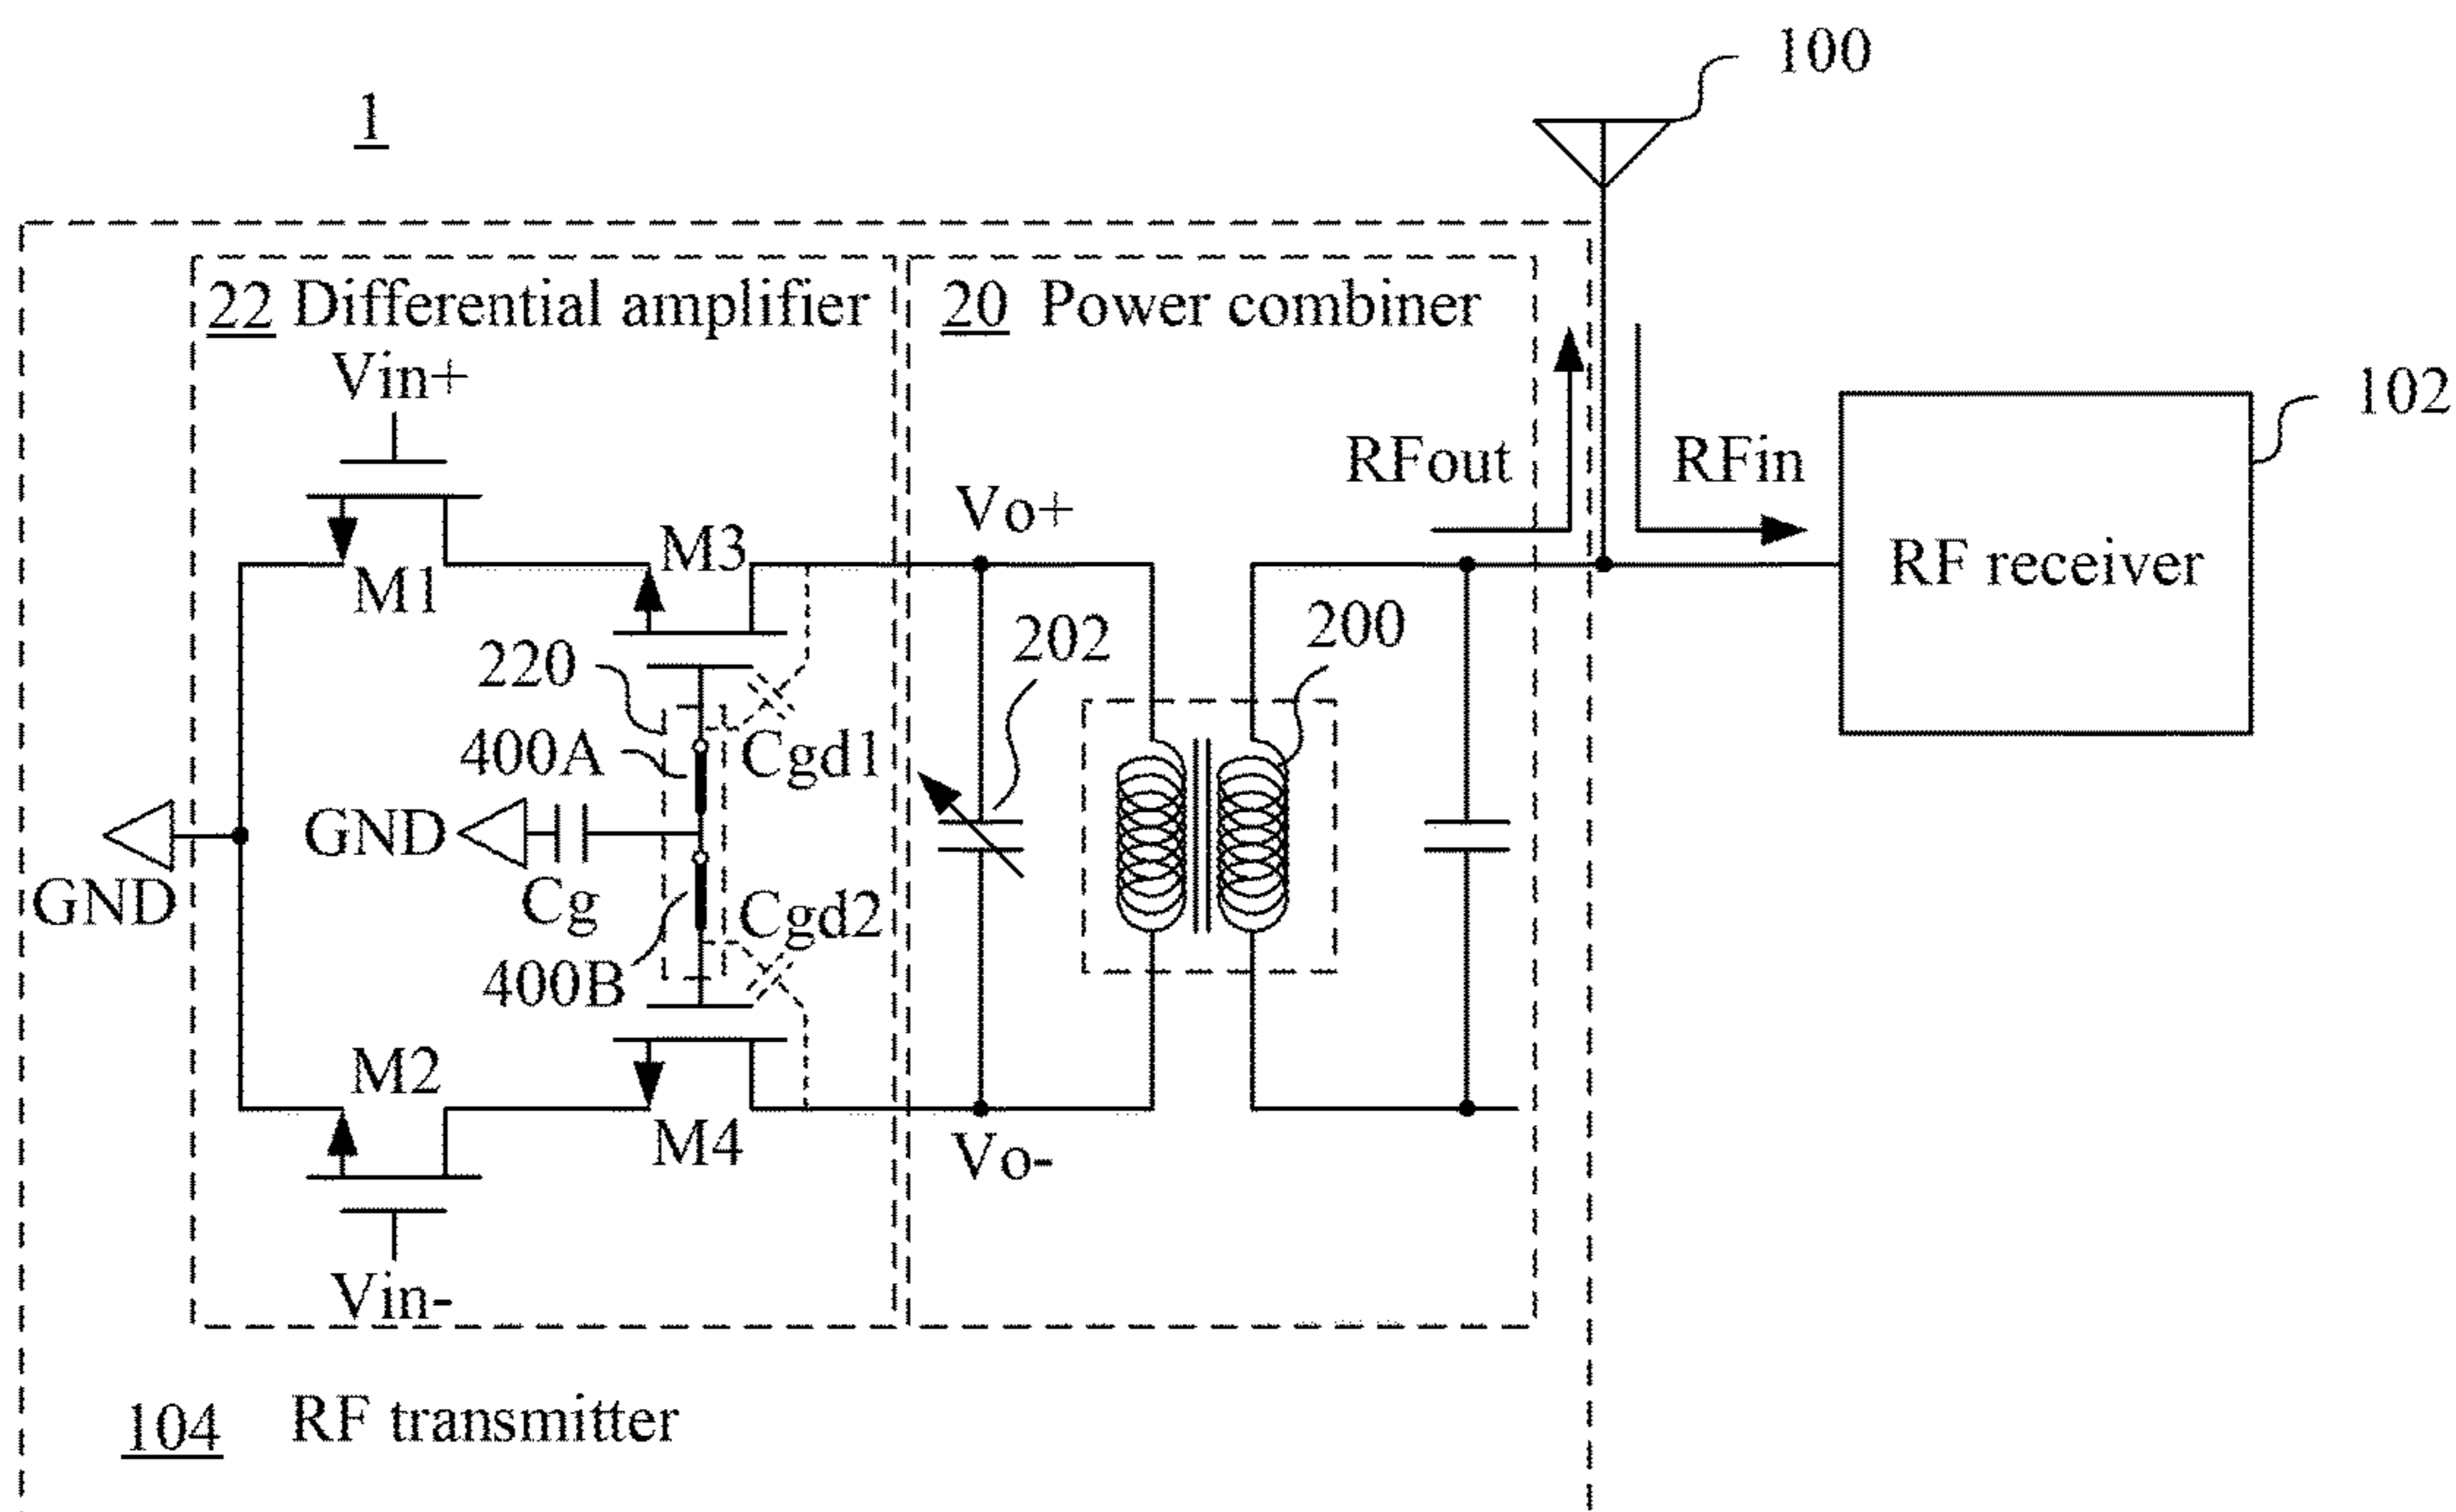 100
1
22 Differential amplifier
20 Power combiner
Vin+
102
RFout
RFin
Vo+
M3
RF receiver
M1
202
200
220
400A
Cgd1
GND
GND
Cg
Cgd2
400B
M2
M4
Vo-
Vin-
104 RF transmitter